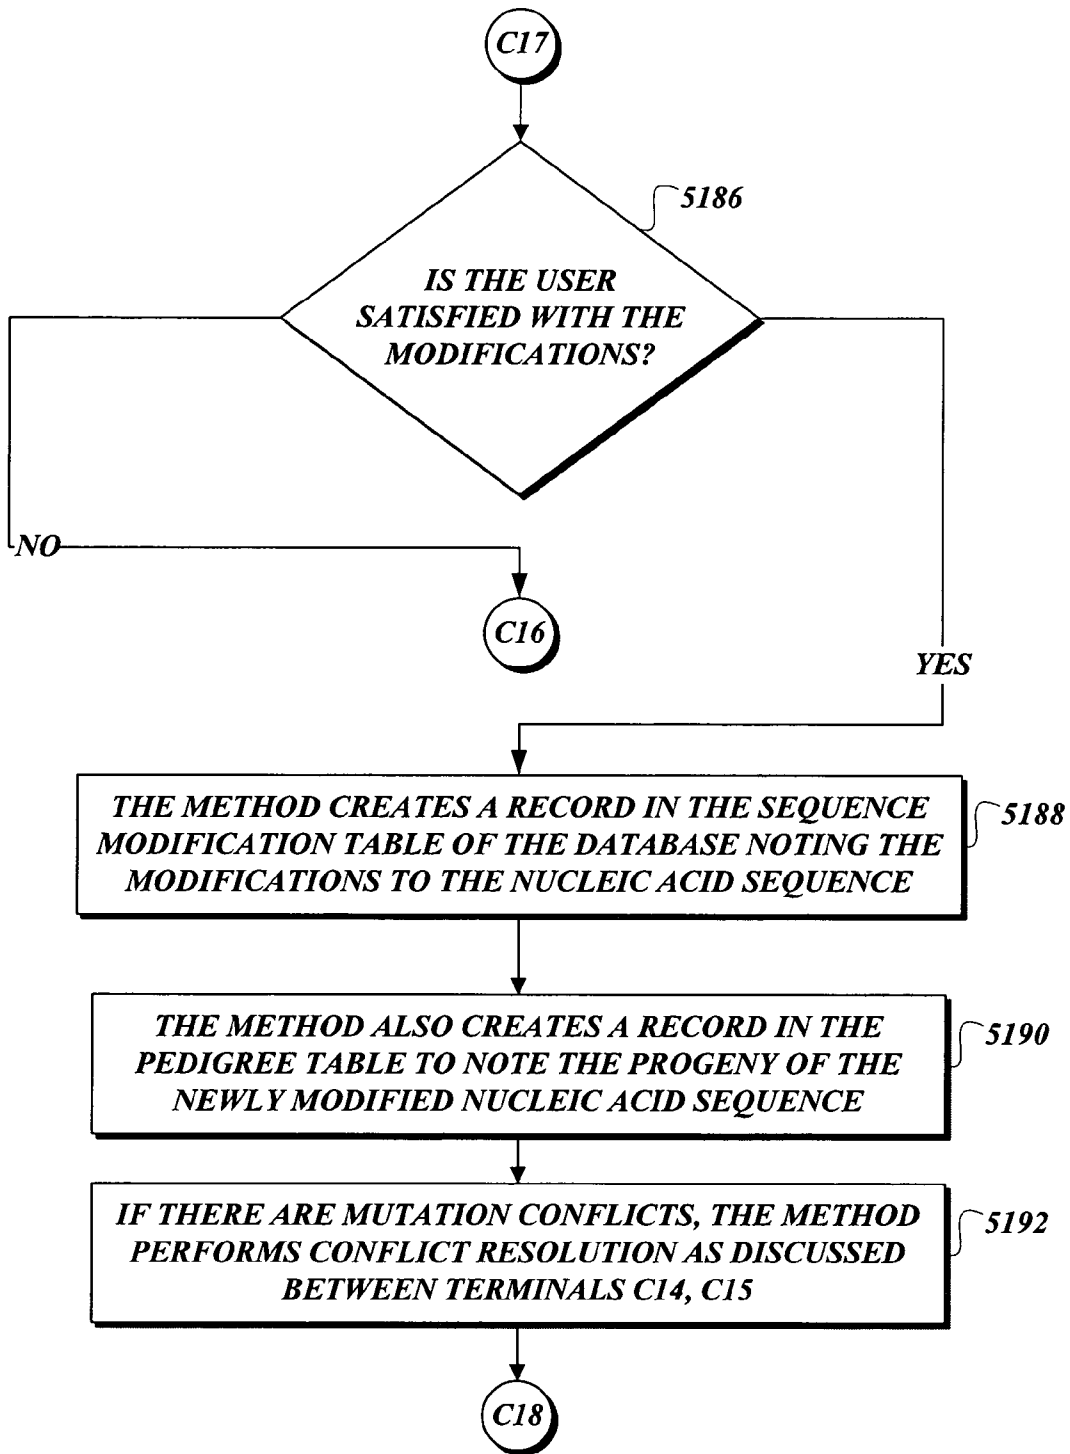 C17
5186
IS THE USER
SATISFIED WITH THE
MODIFICATIONS?
NO
C16
YES
THE METHOD CREATES A RECORD IN THE SEQUENCE
MODIFICATION TABLE OF THE DATABASE NOTING THE
MODIFICATIONS TO THE NUCLEIC ACID SEQUENCE
5188
THE METHOD ALSO CREATES A RECORD IN THE
PEDIGREE TABLE TO NOTE THE PROGENY OF THE
NEWLY MODIFIED NUCLEIC ACID SEQUENCE
5190
IF THERE ARE MUTATION CONFLICTS, THE METHOD
PERFORMS CONFLICT RESOLUTION AS DISCUSSED
BETWEEN TERMINALS C14, C15
5192
C18